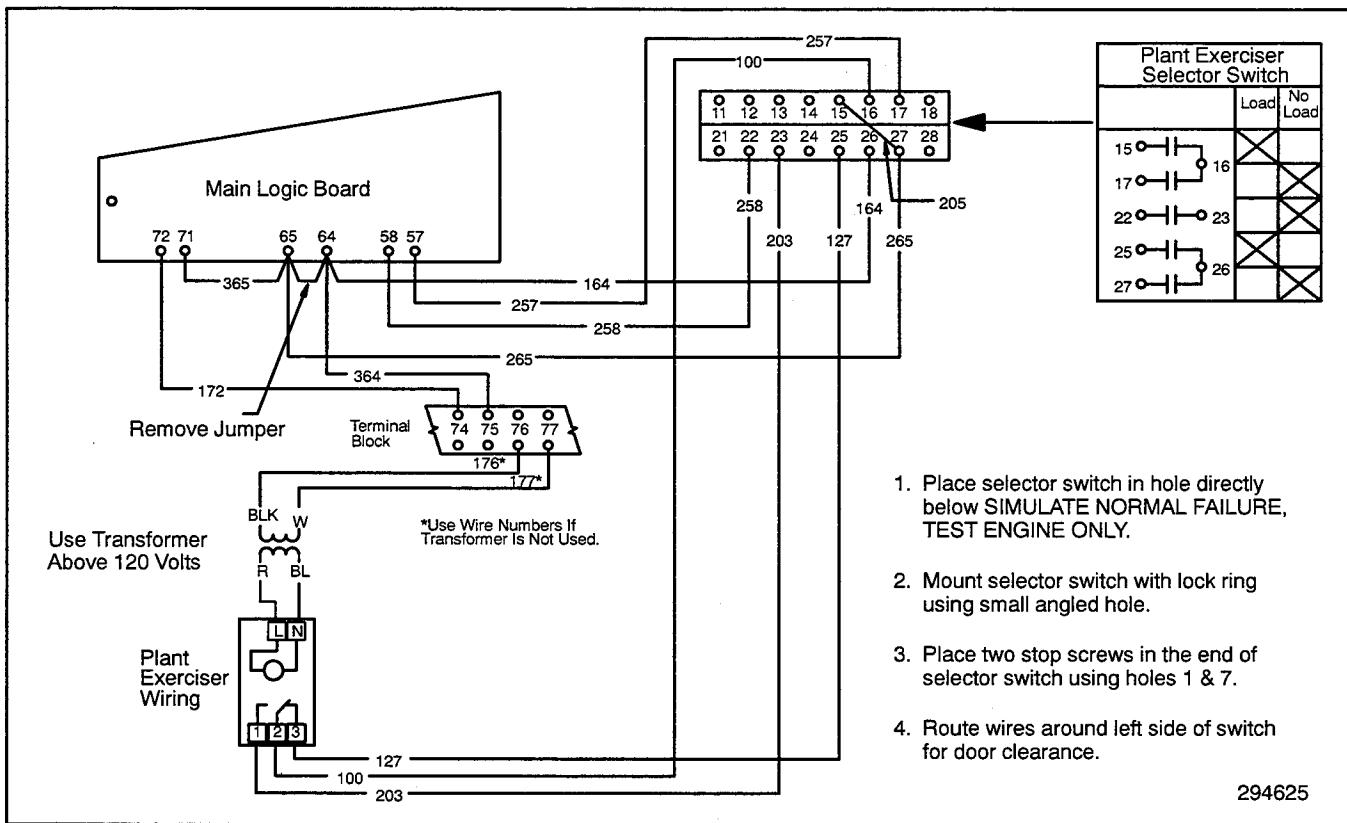 257
100
11 12 13 14 15 16 17 18
21 22 23 24 25 26 27 28
Plant Exerciser
Selector Switch
Load
No
Load
15
16
17
22
23
25
26
27
Main Logic Board
72 71 65 64 58 57
365
164
257
258
265
364
172
258
203
127
164
265
205
Remove Jumper
Terminal
Block
74 75 76 77
176*
177*
*Use Wire Numbers If
Transformer Is Not Used.
Use Transformer
Above 120 Volts
BLK
W
R
BL
L N
Plant
Exerciser
Wiring
1 2 3
127
100
203
1. Place selector switch in hole directly
below SIMULATE NORMAL FAILURE,
TEST ENGINE ONLY.
2. Mount selector switch with lock ring
using small angled hole.
3. Place two stop screws in the end of
selector switch using holes 1 & 7.
4. Route wires around left side of switch
for door clearance.
294625